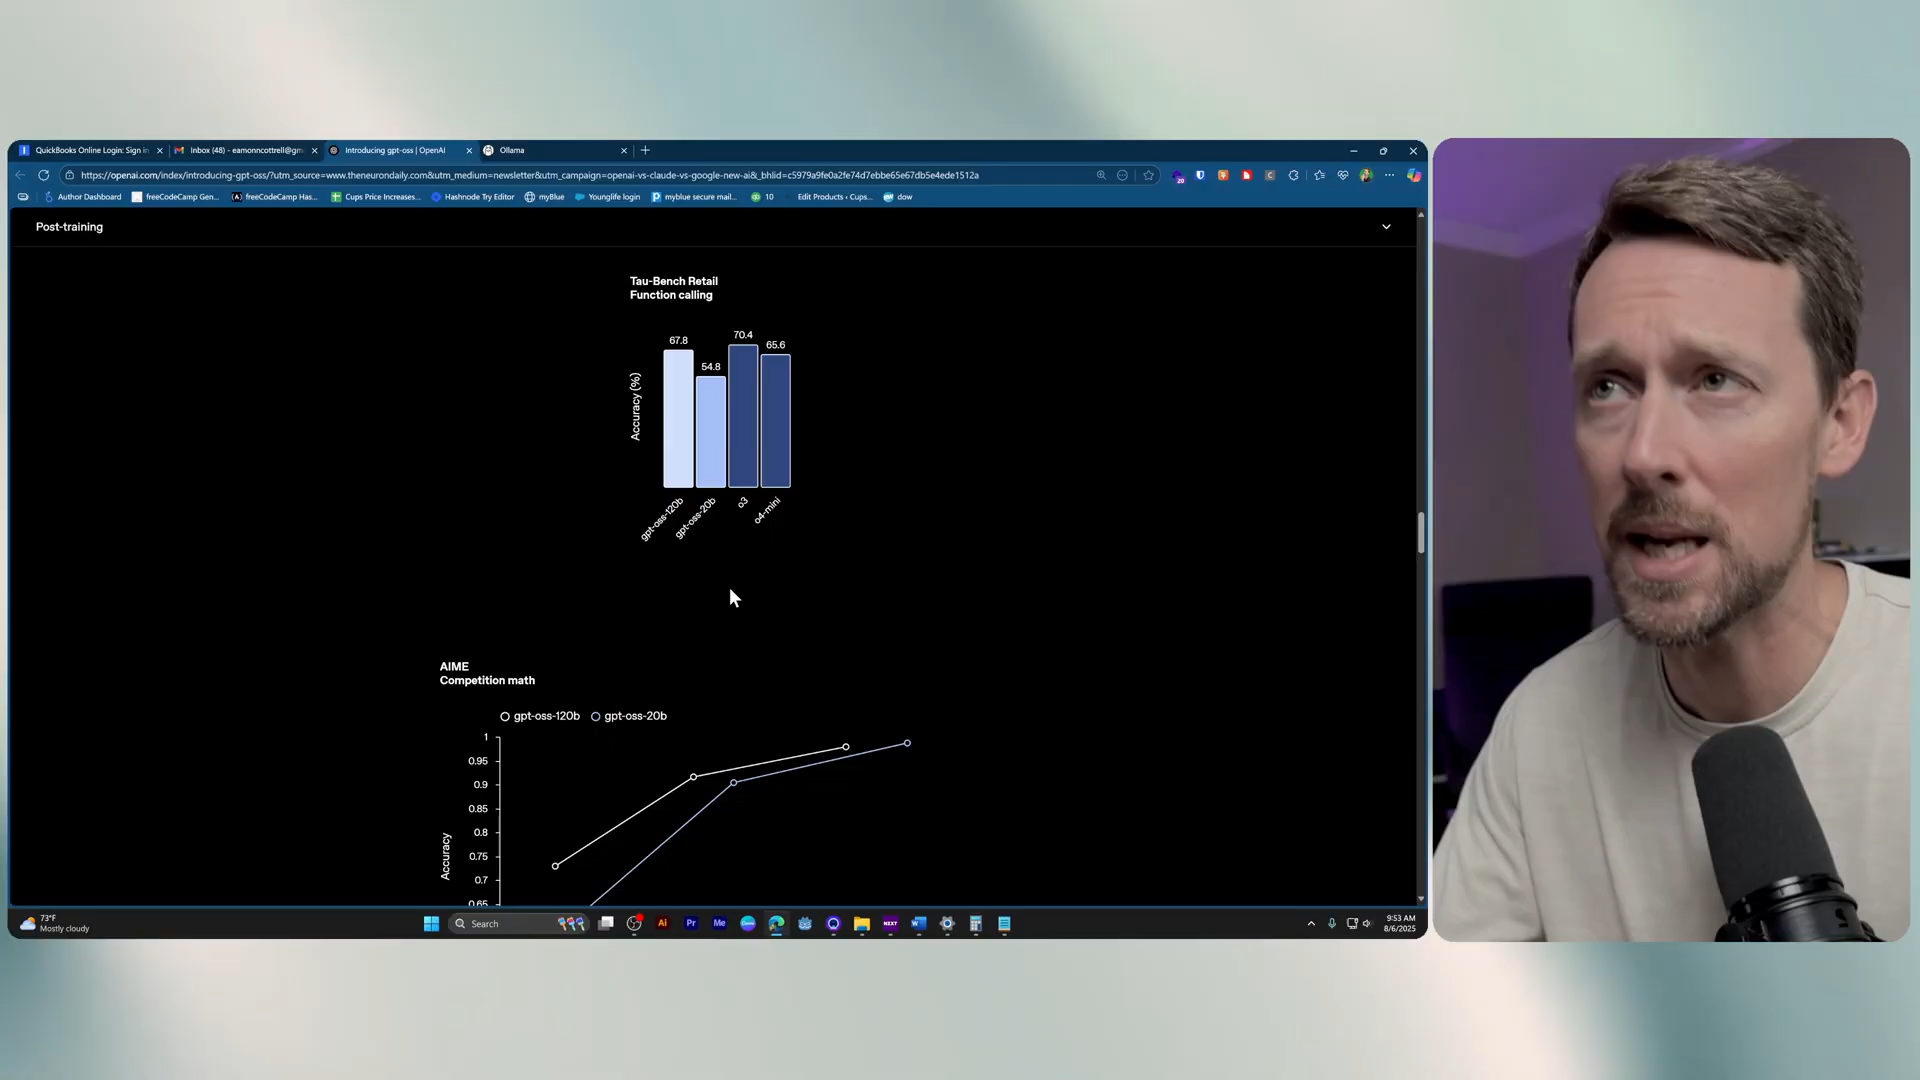 QuickBooks Online: Login: Sign in
Inbox (48) - eamonncottrell@gm
Introducing gpt-oss | OpenAI
Ollama
https://openai.com/index/introducing-gpt-oss/?utm_source=www.theneurondaily.com&utm_medium=newsletter&utm_campaign=openai-vs-claude-vs-google-new-ai&_bhlid=c5979a9fe0a2fe74d7ebbe65e67db5e4ede1512a
20
Author Dashboard
freeCodeCamp Gen...
freeCodeCamp Has...
Cups Price Increases...
Hashnode Try Editor
myBlue
Younglife login
myblue secure mail...
10
Edit Products ‹ Cups...
dow
Post-training
Tau-Bench Retail
Function calling
70.4
67.8
65.6
54.8
Accuracy (%)
gpt-oss-120b
gpt-oss-20b
o3
o4-mini
AIME
Competition math
gpt-oss-120b
gpt-oss-20b
1
0.95
0.9
0.85
0.8
0.75
0.7
0.65
Accuracy
73°F
Mostly cloudy
Search
Ai
Pr
Me
NEXT
9:53 AM
8/6/2025